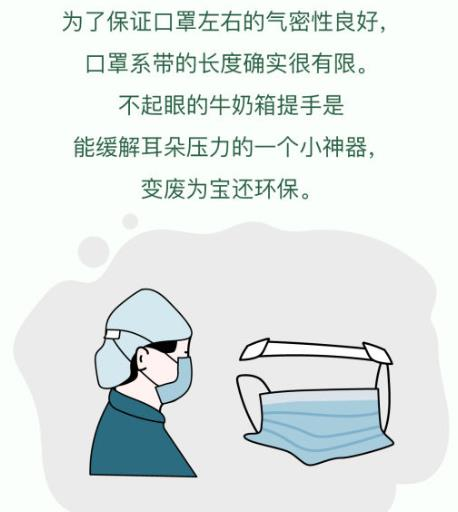 为了保证口罩左右的气密性良好，
口罩系带的长度确实很有限。
不起眼的牛奶箱提手是
能缓解耳朵压力的一个小神器，
变废为宝还环保。